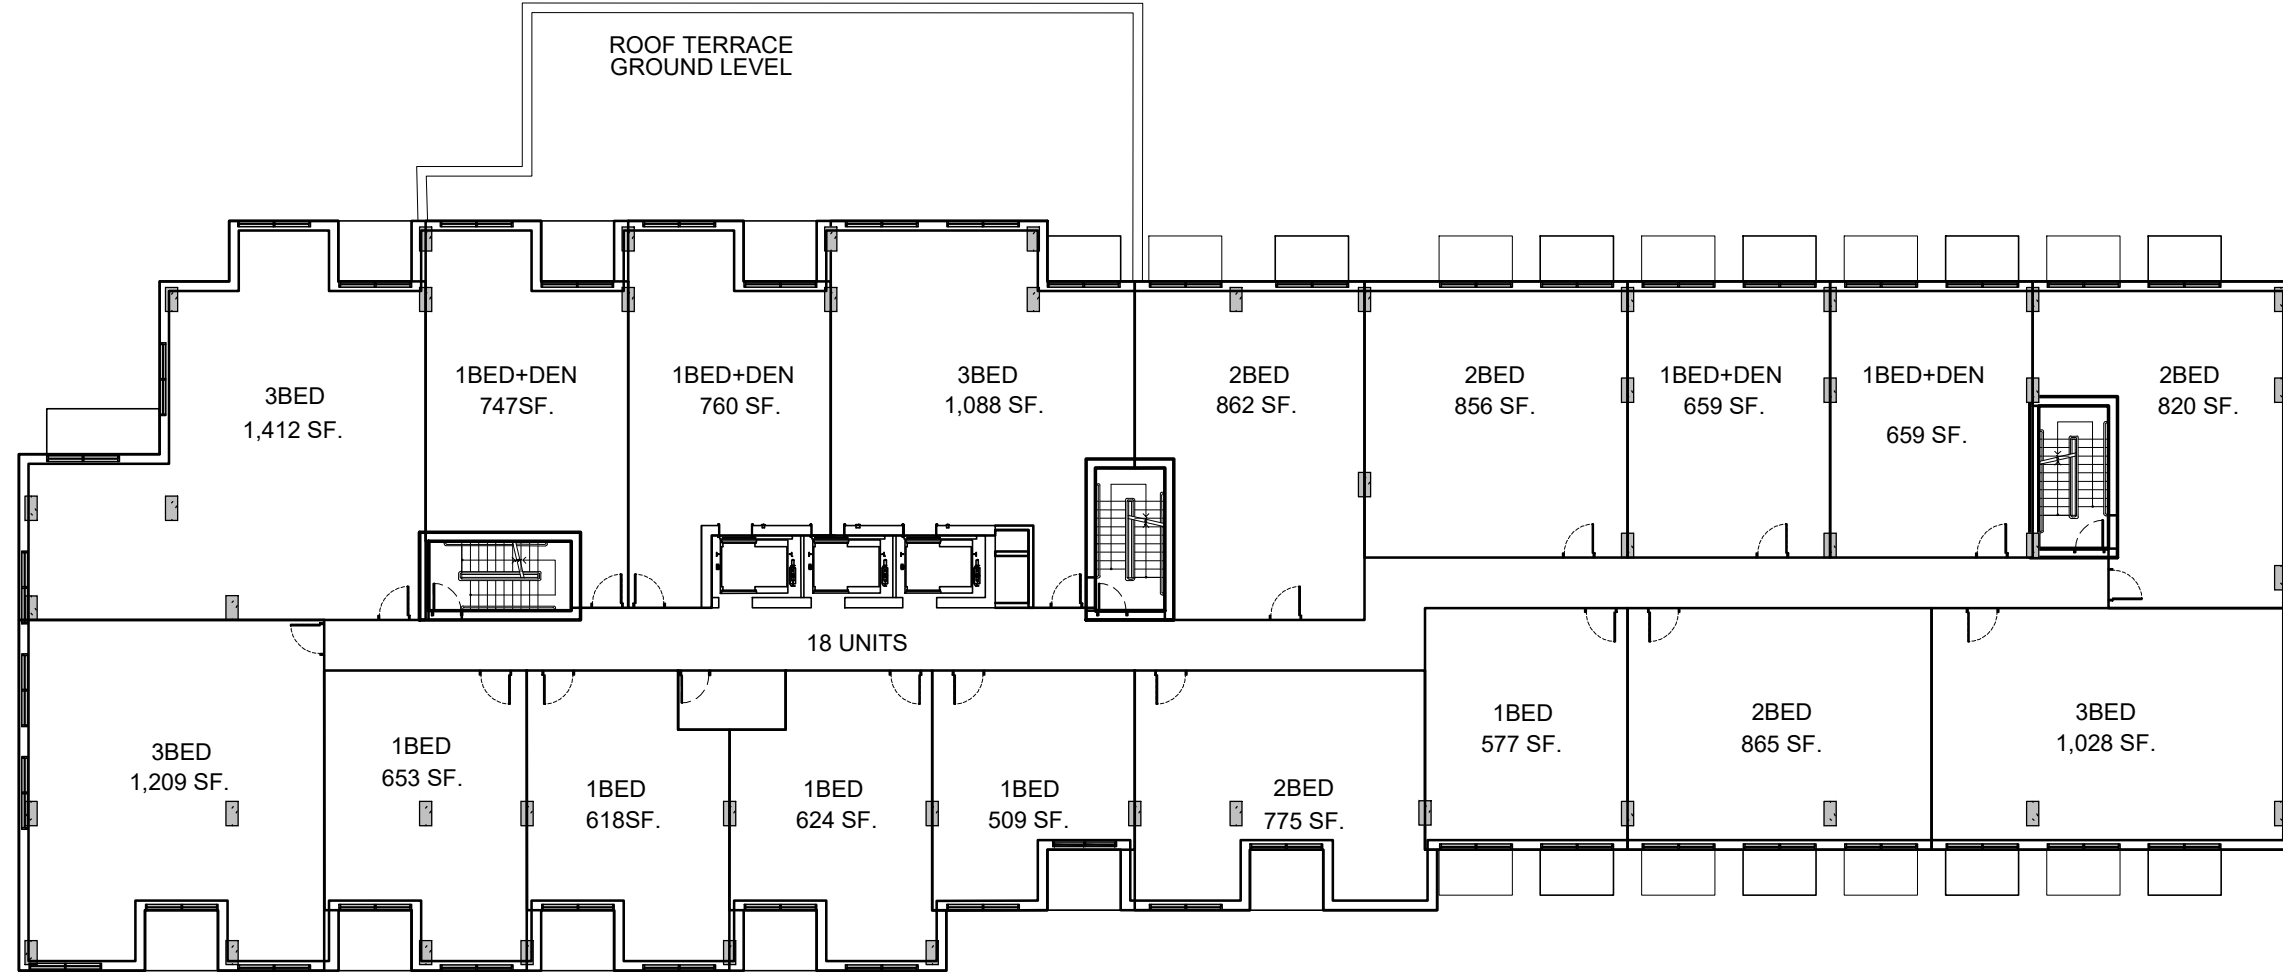 ROOF TERRACE
GROUND LEVEL
3BED
1,412 SF.
1BED+DEN
747SF.
1BED+DEN
760 SF.
3BED
1,088 SF.
2BED
862 SF.
2BED
856 SF.
1BED+DEN
659 SF.
1BED+DEN
659 SF.
2BED
820 SF.
18 UNITS
3BED
1,209 SF.
1BED
653 SF.
1BED
618SF.
1BED
624 SF.
1BED
509 SF.
2BED
775 SF.
1BED
577 SF.
2BED
865 SF.
3BED
1,028 SF.